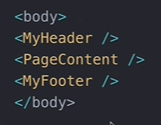 <body>
<MyHeader />
<PageContent />
<MyFooter />
</body>